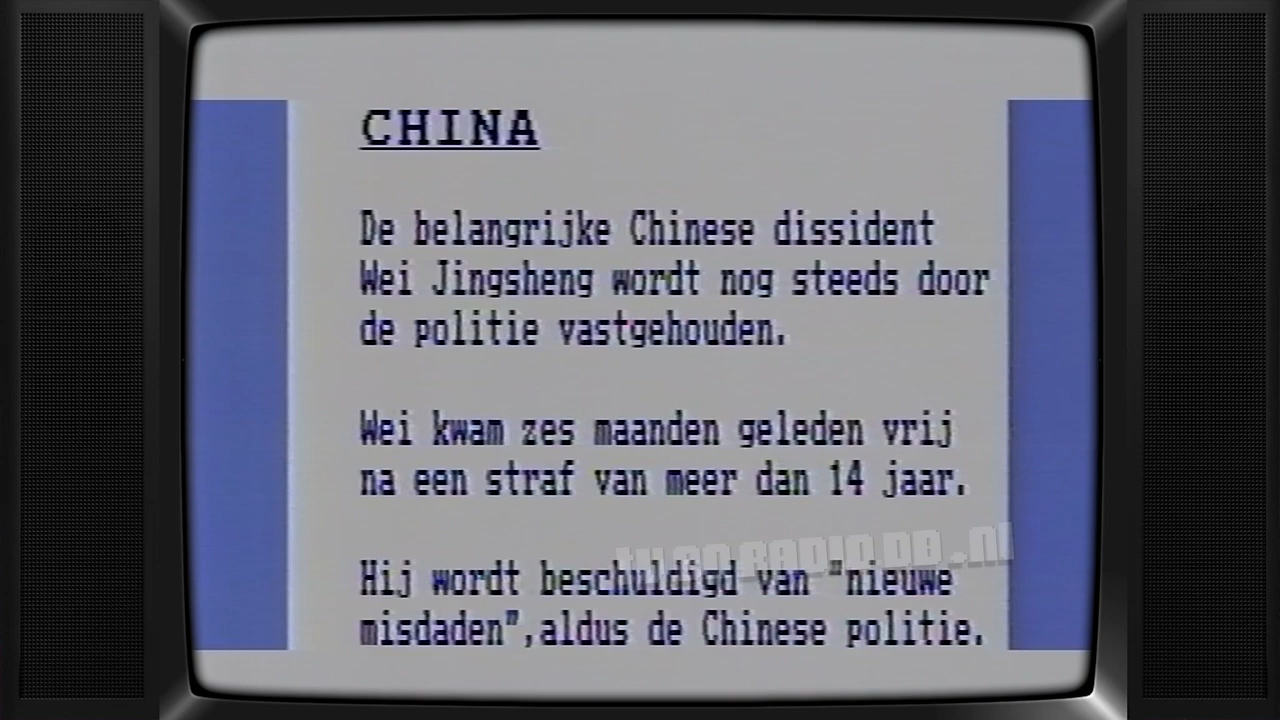 CHINA
De belangrijke Chinese dissident
Wei Jingsheng wordt nog steeds door
de politie vastgehouden.
Wei kwam zes maanden geleden vrij
na een straf van meer dan 14 jaar.
tvenradiodb.nl
Hij wordt beschuldigd van "nieuwe
misdaden",aldus de Chinese politie.